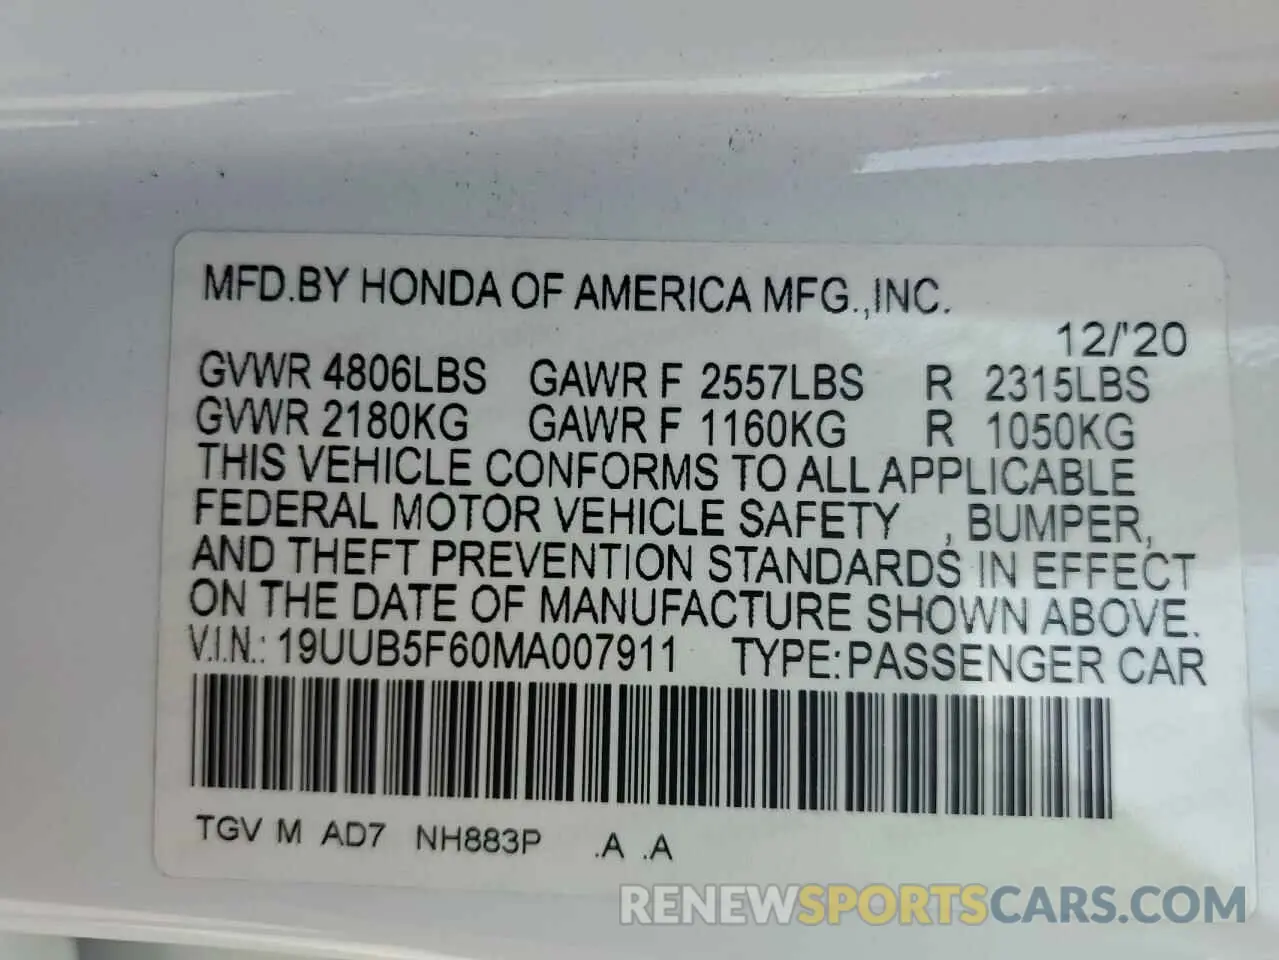 MFD.BY HONDA OF AMERICA MFG.,INC.
12/'20
GVWR 4806LBS GAWR F 2557LBS R 2315LBS
GVWR 2180KG GAWR F 1160KG R 1050KG
THIS VEHICLE CONFORMS TO ALL APPLICABLE
FEDERAL MOTOR VEHICLE SAFETY , BUMPER,
AND THEFT PREVENTION STANDARDS IN EFFECT
ON THE DATE OF MANUFACTURE SHOWN ABOVE.
V.I.N.: 19UUB5F60MA007911 TYPE:PASSENGER CAR
TGV M AD7 NH883P .A .A
RENEWSPORTSCARS.COM